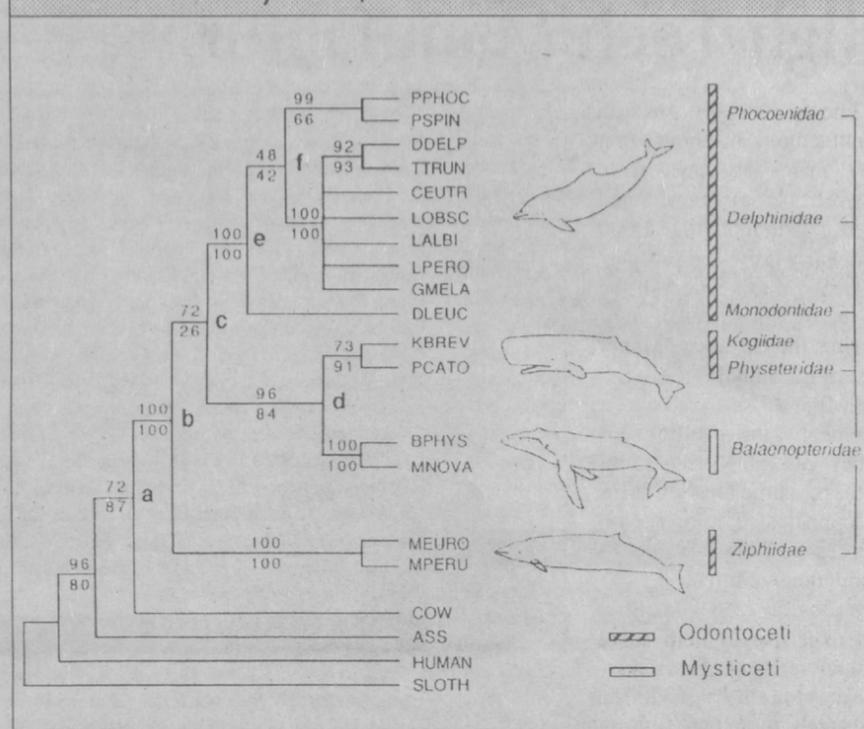 99
PPHOC
66
PSPIN
Phocoenidae
48
f
92
DDELP
42
93
TTRUN
CEUTR
100
LOBSC
Delphinidae
100
e
100
LALBI
100
LPERO
GMELA
72
c
DLEUC
Monodontidae
26
73
KBREV
Kogiidae
91
PCATO
Physeteridae
96
d
84
100
b
100
BPHYS
Balaenopteridae
100
100
MNOVA
72
a
87
100
MEURO
Ziphiidae
100
MPERU
96
80
COW
ASS
Odontoceti
HUMAN
Mysticeti
SLOTH